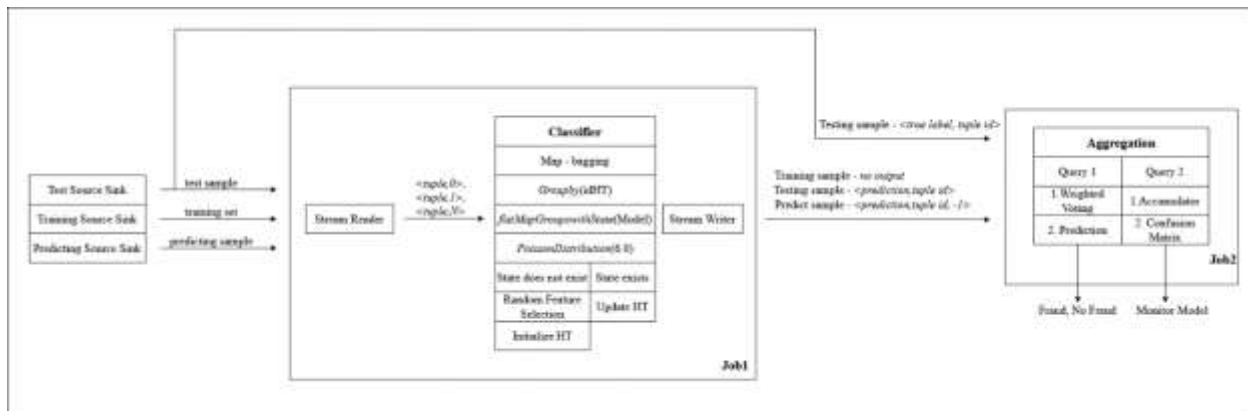 Test Source Sink
Training Source Sink
Predicting Source Sink
test sample
training set
predicting sample
Stream Reader
<tuple,0>,
<tuple,1>,
<tuple,N>
Classifier
Map - bagging
Groupby(idHT)
flatMapGroupswithState(Model)
PoissonDistribution(6.0)
State does not exist
State exists
Random Feature
Selection
Update HT
Initialize HT
Stream Writer
Job1
Testing sample - <true label, tuple id>
Training sample - no output
Testing sample - <prediction,tuple id>
Predict sample - <prediction,tuple id, -1>
Aggregation
Query 1
Query 2
1.Weighted
Voting
1.Accumulator
2. Prediction
2. Confusion
Matrix
Job2
Fraud, No Fraud
Monitor Model